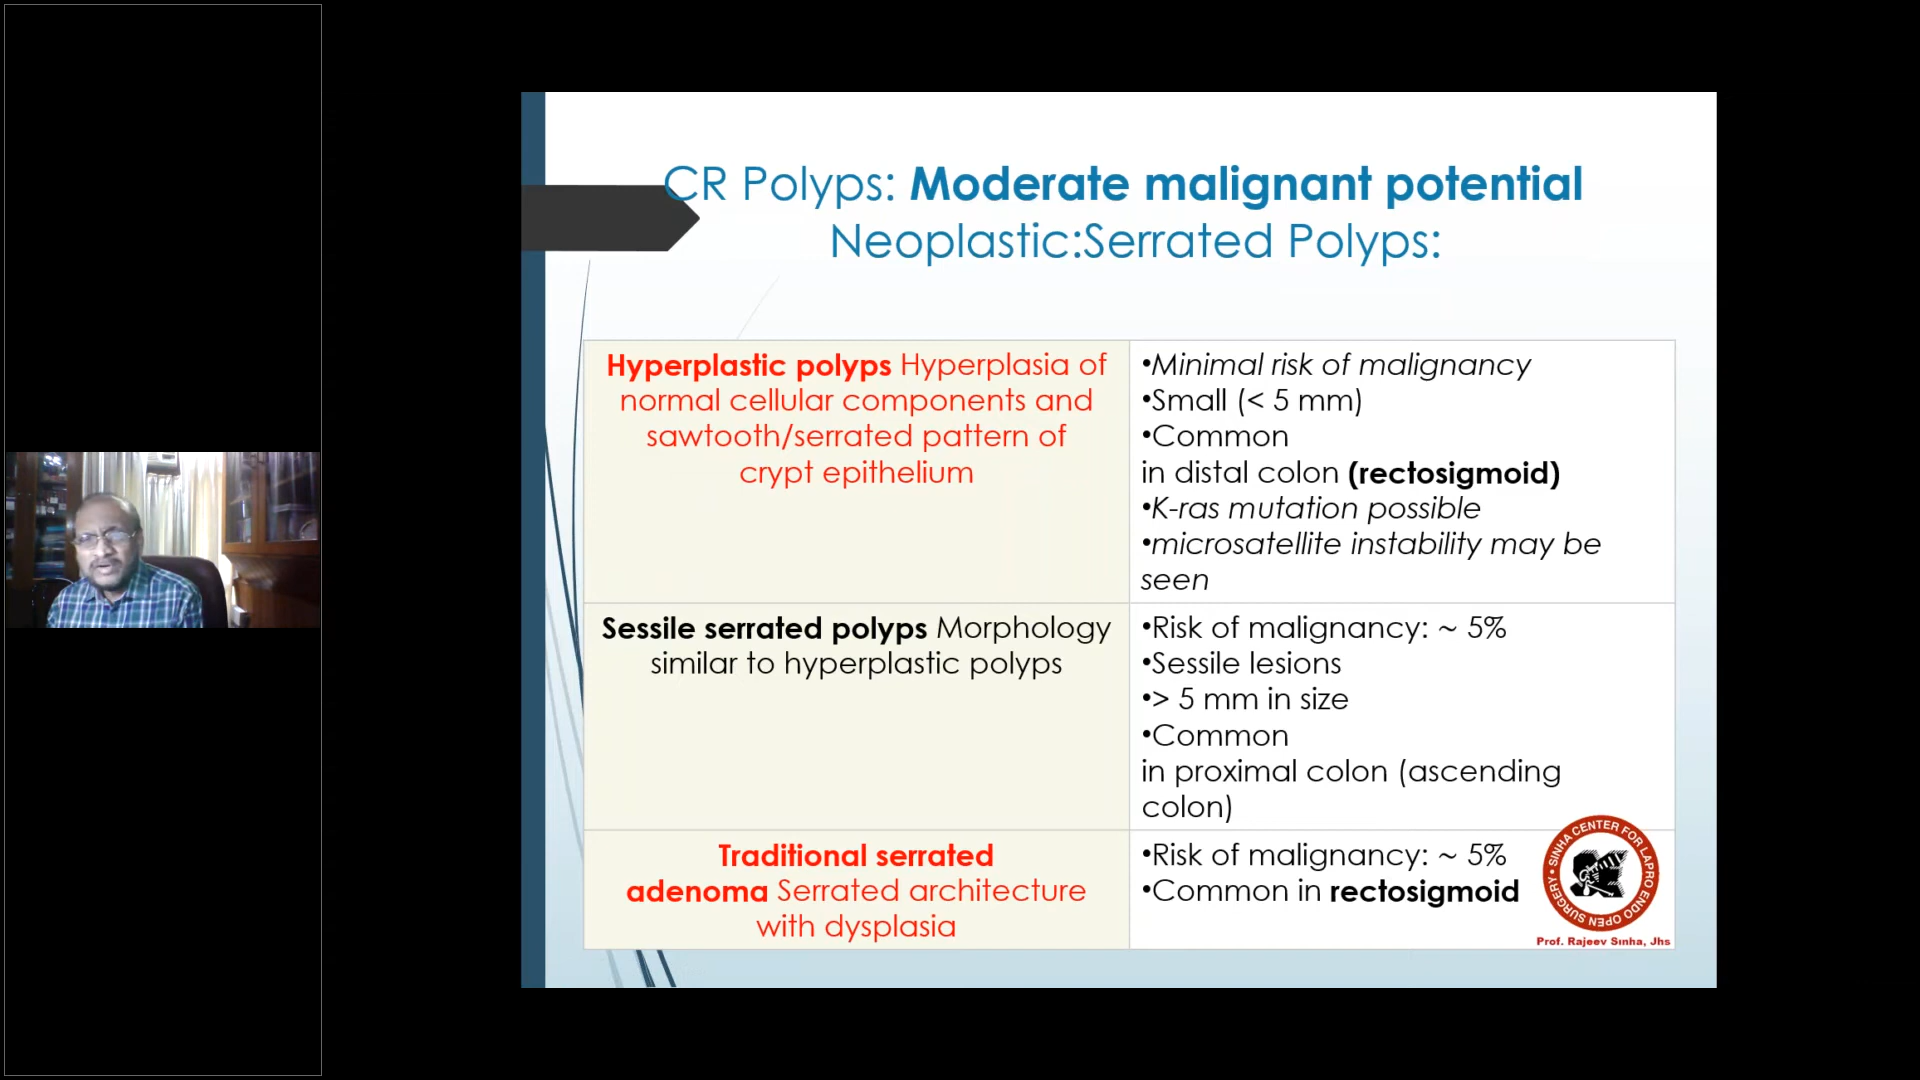 CR Polyps: Moderate malignant potential
Neoplastic:Serrated Polyps:
Hyperplastic polyps Hyperplasia of
normal cellular components and
sawtooth/serrated pattern of
crypt epithelium
•Minimal risk of malignancy
•Small (< 5 mm)
•Common
in distal colon (rectosigmoid)
•K-ras mutation possible
•microsatellite instability may be
seen
Sessile serrated polyps Morphology
similar to hyperplastic polyps
•Risk of malignancy: ~ 5%
•Sessile lesions
•> 5 mm in size
•Common
in proximal colon (ascending
colon)
Traditional serrated
adenoma Serrated architecture
with dysplasia
•Risk of malignancy: ~ 5%
•Common in rectosigmoid
• SINHA CENTER FOR LAPRO ENDO OPEN SURGERY •
Prof. Rajeev Sinha, Jhs